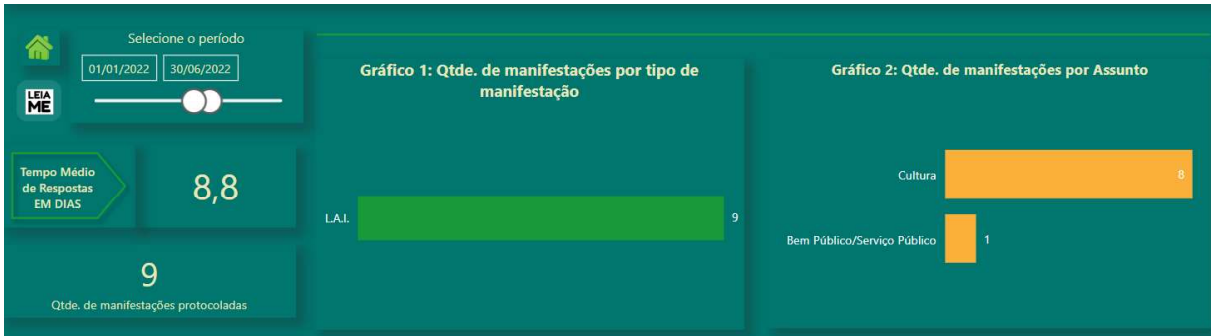 Selecione o período
01/01/2022 30/06/2022
LEIA
ME
Tempo Médio
de Respostas
EM DIAS
8,8
9
Qtde. de manifestações protocoladas
Gráfico 1: Qtde. de manifestações por tipo de
manifestação
L.A.I. 9
Gráfico 2: Qtde. de manifestações por Assunto
Cultura 8
Bem Público/Serviço Público 1